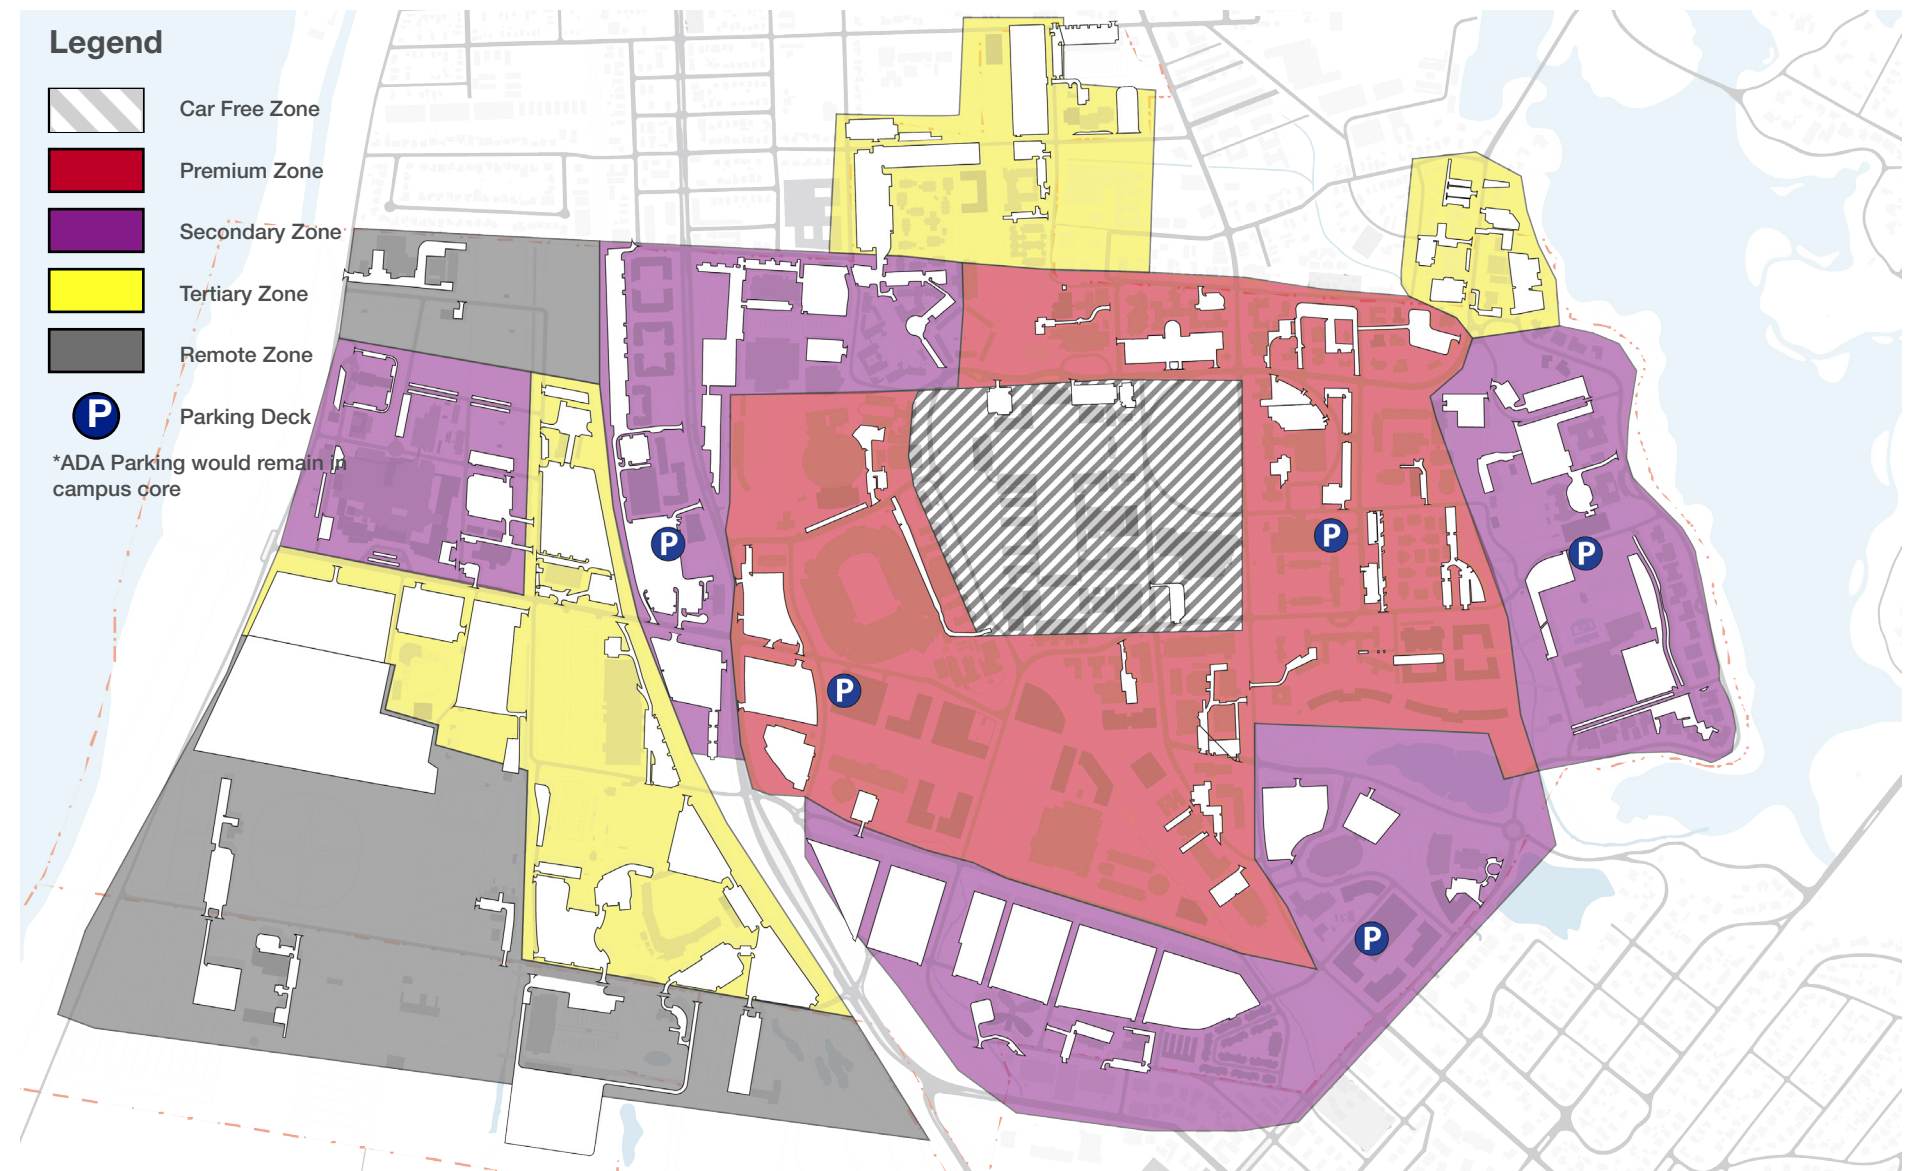 Legend
Car Free Zone
Premium Zone
Secondary Zone
Tertiary Zone
Remote Zone
P
Parking Deck
*ADA Parking would remain in
campus core
P
P
P
P
P